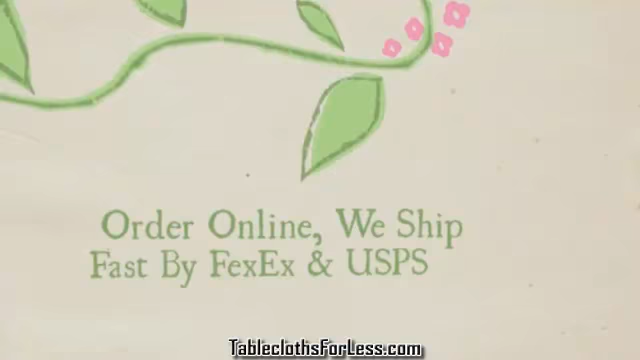 Order Online, We Ship
Fast By FexEx & USPS
TableclothsForLess.com